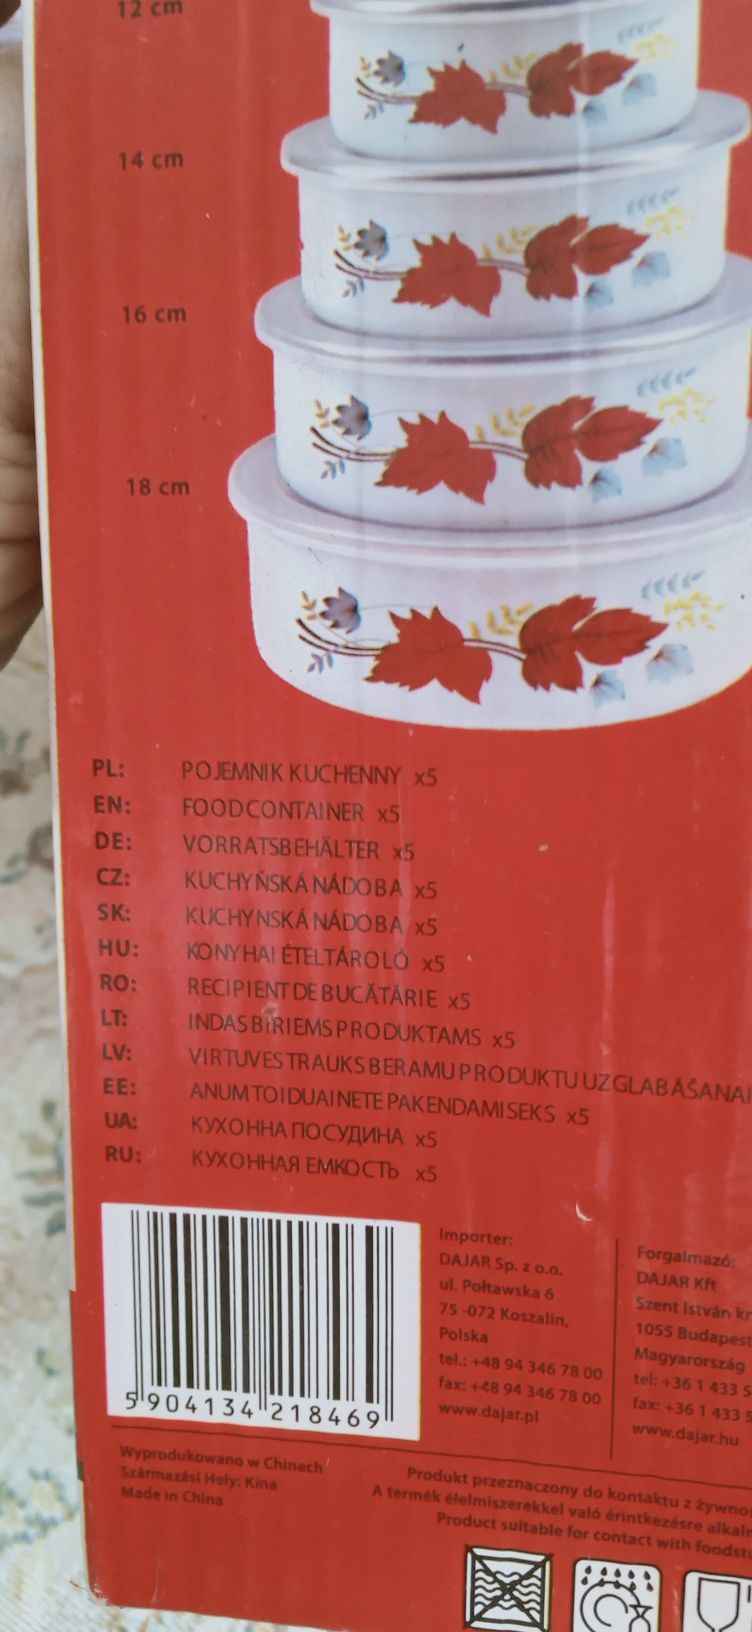 12 cm
14 cm
16 cm
18 cm
PL: POJEMNIK KUCHENNY x5
EN: FOOD CONTAINER x5
DE: VORRATSBEHÄLTER x5
CZ: KUCHYŇSKÁ NÁDOBA x5
SK: KUCHYNSKÁ NÁDOBA x5
HU: KONYHAI ÉTELTÁROLÓ x5
RO: RECIPIENT DE BUCĂTĂRIE x5
LT: INDAS BIRIEMS PRODUKTAMS x5
LV: VIRTUVES TRAUKS BERAMU PRODUKTU UZGLABĀŠANAI
EE: ANUM TOIDUAINETE PAKENDAMISEKS x5
UA: КУХОННА ПОСУДИНА x5
RU: КУХОННАЯ ЕМКОСТЬ x5
5 904134 218469
Importer:
DAJAR Sp. z o.o.
ul. Połtawska 6
75 -072 Koszalin,
Polska
tel.: +48 94 346 78 00
fax: +48 94 346 78 00
www.dajar.pl
Forgalmazó:
DAJAR Kft
Szent István kr
1055 Budapest
Magyarország
tel: +36 1 433 5
fax: +36 1 433 5
www.dajar.hu
Wyprodukowano w Chinach
Származási Hely: Kina
Made in China
Produkt przeznaczony do kontaktu z żywno
A termék élelmiszerekkel való érintkezésre alkalm
Product suitable for contact with foodstu